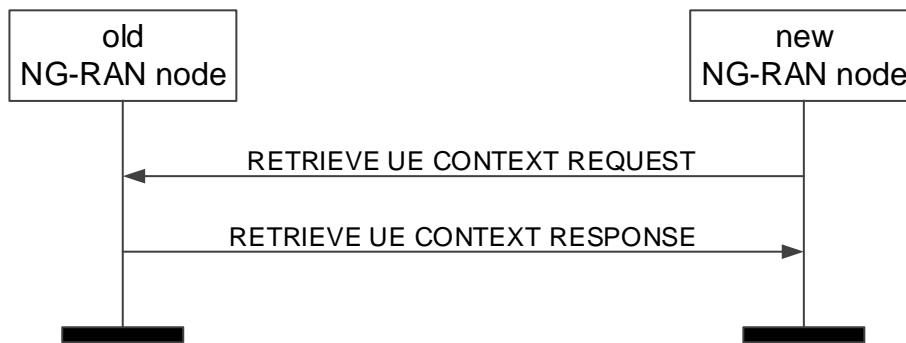 old
NG-RAN node
new
NG-RAN node
RETRIEVE UE CONTEXT REQUEST
RETRIEVE UE CONTEXT RESPONSE